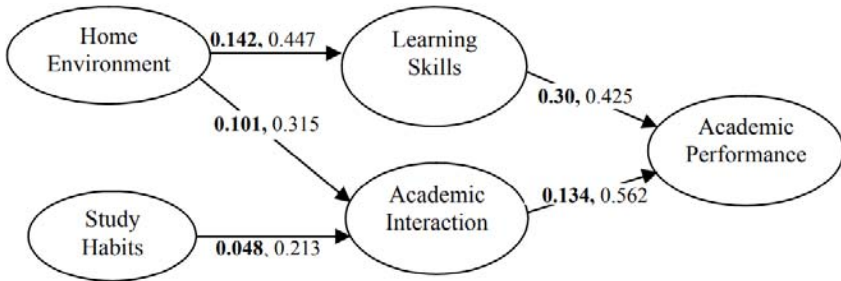 Home
Environment
0.142, 0.447
Learning
Skills
0.101, 0.315
0.30, 0.425
Academic
Performance
Study
Habits
0.048, 0.213
Academic
Interaction
0.134, 0.562